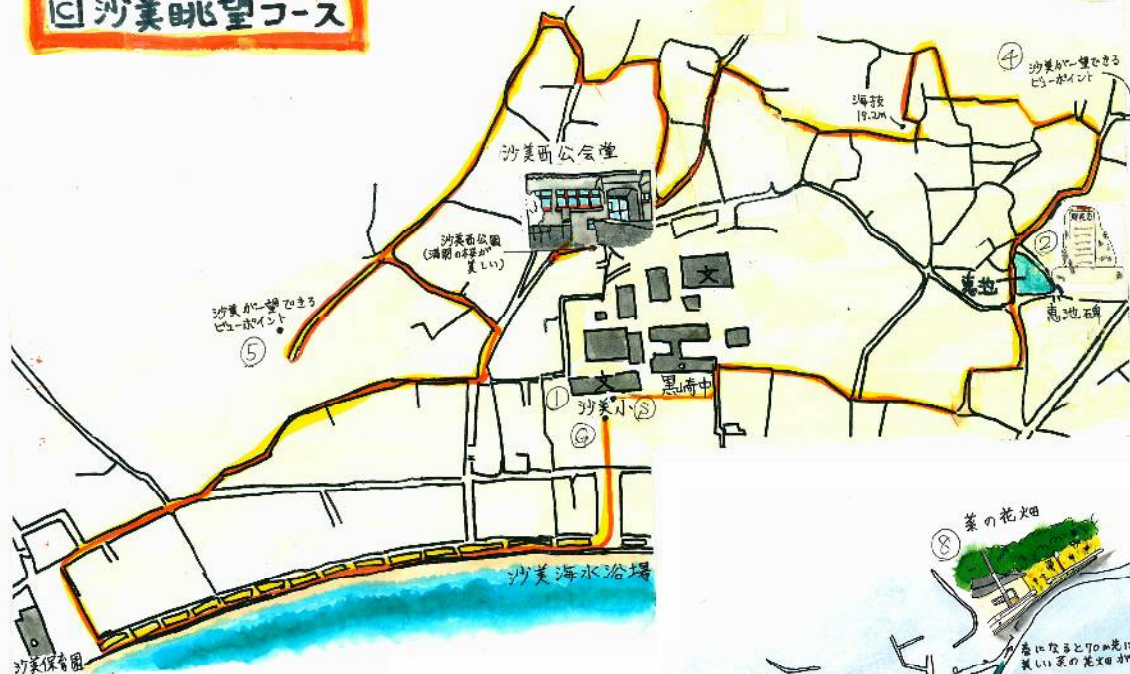 C 沙美眺望コース
④
沙美が一望できる
ビューポイント
海抜
19.2m
沙美西公会堂
沙美西公園
(満開の桜が
美しい)
②
恵池
恵池碑
沙美が一望できる
ビューポイント
⑤
文
文
黒崎中
①
沙美小
Ⓢ
Ⓖ
沙美海水浴場
沙美保育園
菜の花畑
⑧
春になると70m先に
美しい菜の花畑が